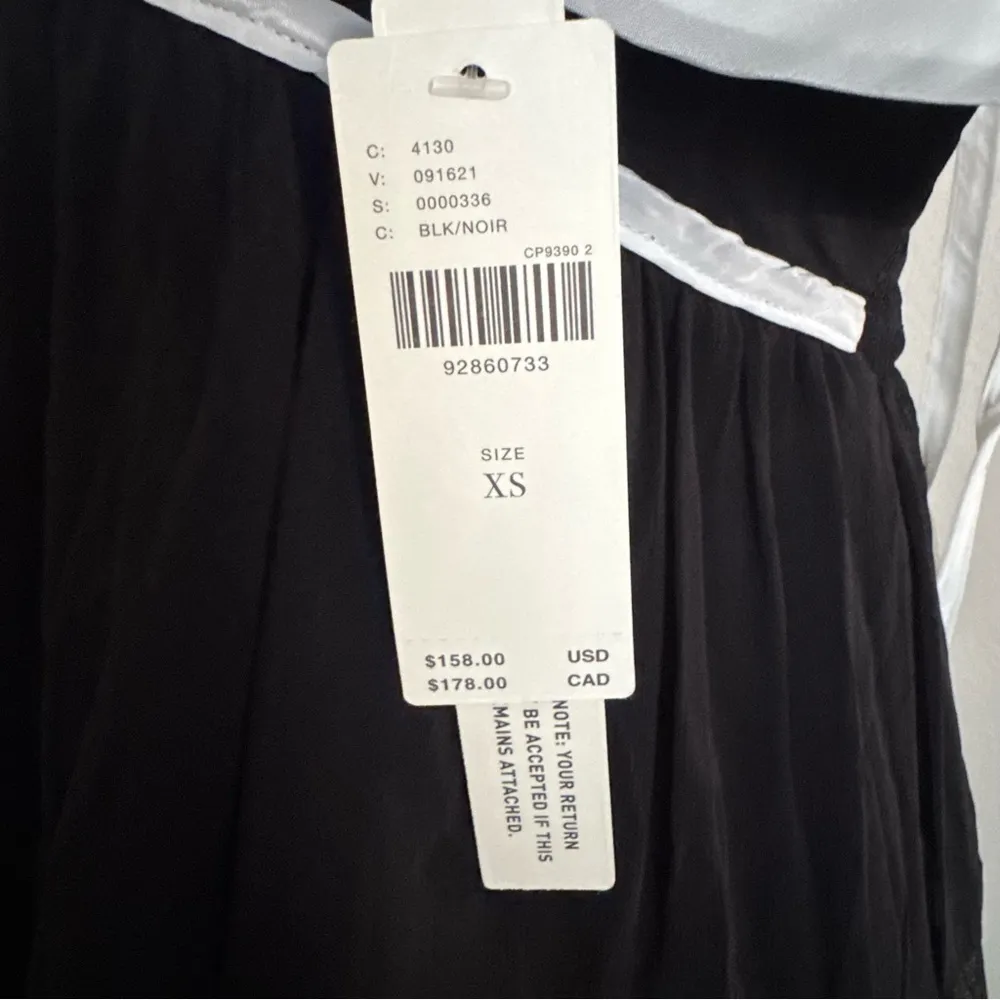 C: 4130
V: 091621
S: 0000336
C: BLK/NOIR
CP9390 2
92860733
SIZE
XS
$158.00 USD
$178.00 CAD
NOTE: YOUR RETURN
BE ACCEPTED IF THIS
MAINS ATTACHED.